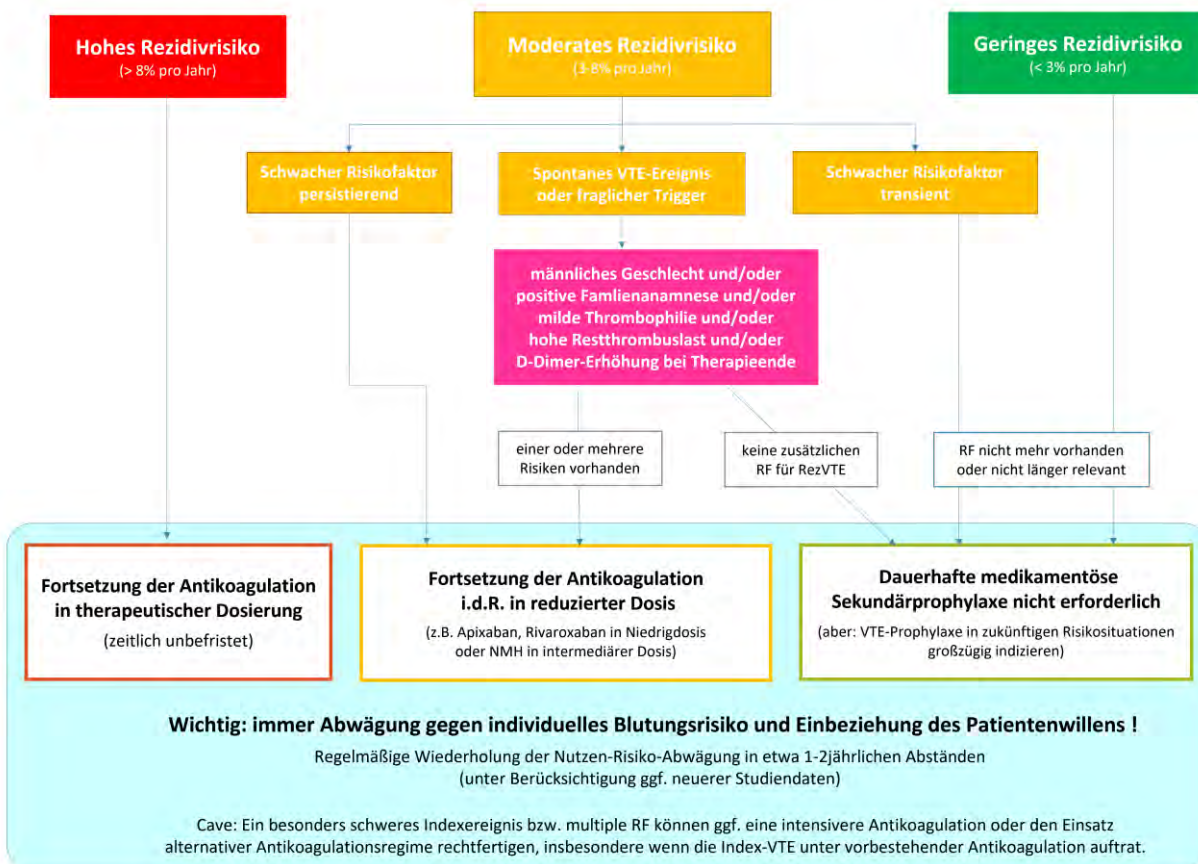 Hohes Rezidivrisiko
(> 8% pro Jahr)
Moderates Rezidivrisiko
(3-8% pro Jahr)
Geringes Rezidivrisiko
(< 3% pro Jahr)
Schwacher Risikofaktor
persistierend
Spontanes VTE-Ereignis
oder fraglicher Trigger
Schwacher Risikofaktor
transient
männliches Geschlecht und/oder
positive Famlienanamnese und/oder
milde Thrombophilie und/oder
hohe Restthrombuslast und/oder
D-Dimer-Erhöhung bei Therapieende
einer oder mehrere
Risiken vorhanden
keine zusätzlichen
RF für RezVTE
RF nicht mehr vorhanden
oder nicht länger relevant
Fortsetzung der Antikoagulation
in therapeutischer Dosierung
(zeitlich unbefristet)
Fortsetzung der Antikoagulation
i.d.R. in reduzierter Dosis
(z.B. Apixaban, Rivaroxaban in Niedrigdosis
oder NMH in intermediärer Dosis)
Dauerhafte medikamentöse
Sekundärprophylaxe nicht erforderlich
(aber: VTE-Prophylaxe in zukünftigen Risikosituationen
großzügig indizieren)
Wichtig: immer Abwägung gegen individuelles Blutungsrisiko und Einbeziehung des Patientenwillens !
Regelmäßige Wiederholung der Nutzen-Risiko-Abwägung in etwa 1-2jährlichen Abständen
(unter Berücksichtigung ggf. neuerer Studiendaten)
Cave: Ein besonders schweres Indexereignis bzw. multiple RF können ggf. eine intensivere Antikoagulation oder den Einsatz
alternativer Antikoagulationsregime rechtfertigen, insbesondere wenn die Index-VTE unter vorbestehender Antikoagulation auftrat.